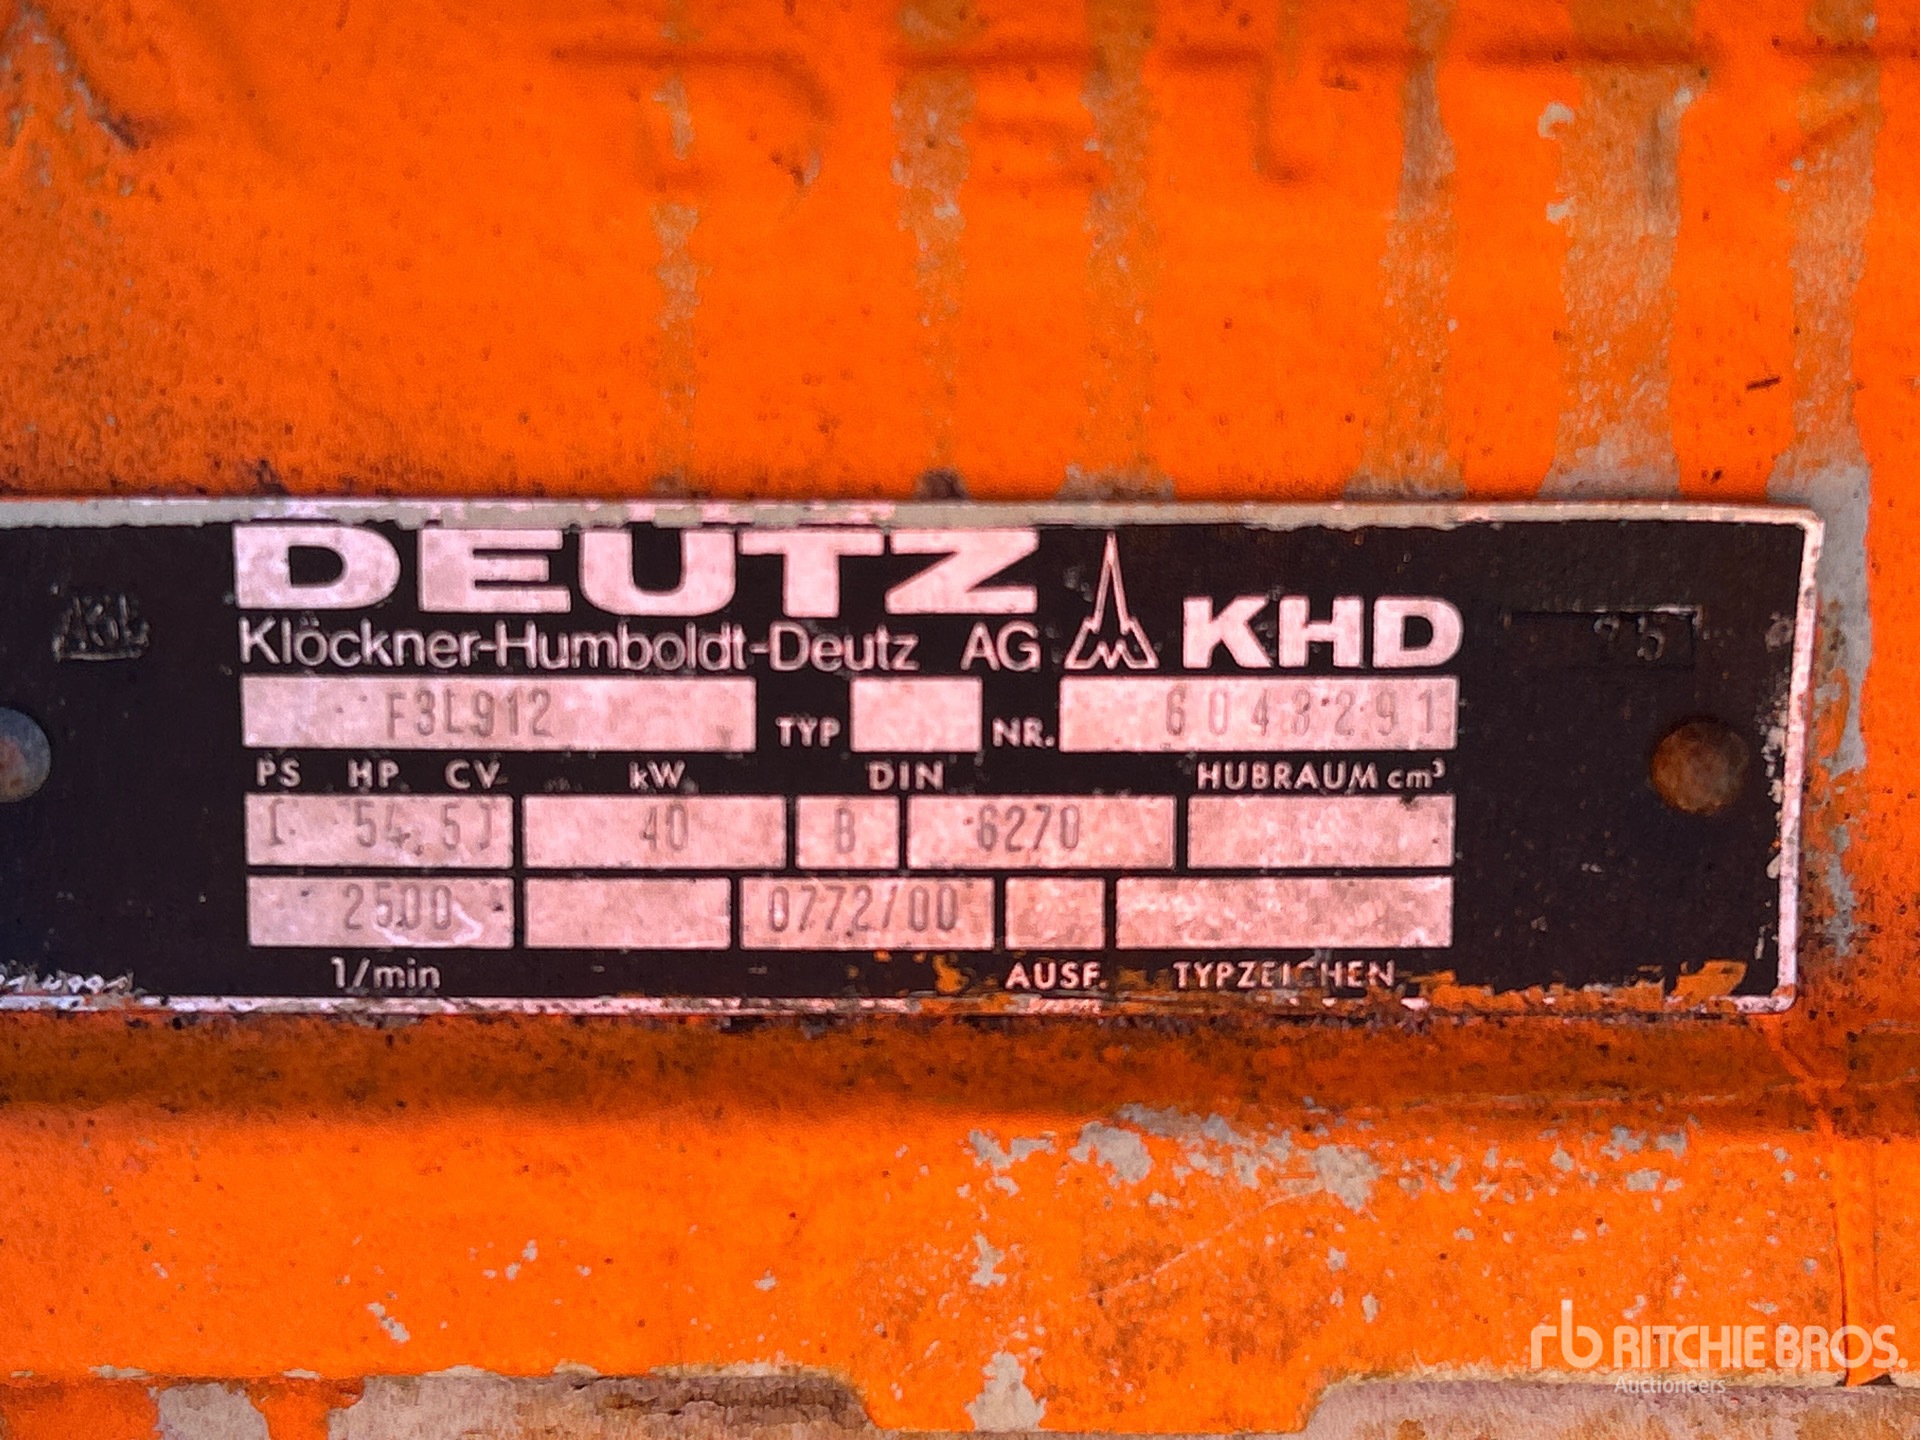 DEUTZ
Klöckner-Humboldt-Deutz AG KHD
F3L912 TYP NR. 6043291
PS HP CV kW DIN HUBRAUM cm³
[ 54,5] 40 B 6270
2500 0772/00
1/min AUSF. TYPZEICHEN
rb RITCHIE BROS.
Auctioneers